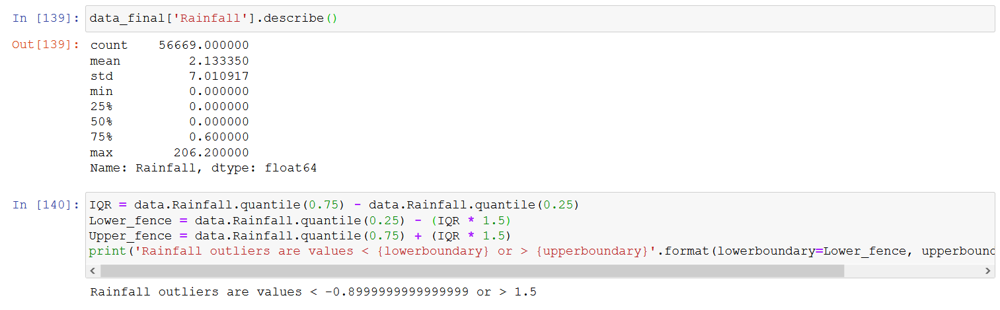 In [139]: data_final['Rainfall'].describe()
Out[139]: count    56669.000000
mean         2.133350
std          7.010917
min          0.000000
25%          0.000000
50%          0.000000
75%          0.600000
max        206.200000
Name: Rainfall, dtype: float64
In [140]: IQR = data.Rainfall.quantile(0.75) - data.Rainfall.quantile(0.25)
Lower_fence = data.Rainfall.quantile(0.25) - (IQR * 1.5)
Upper_fence = data.Rainfall.quantile(0.75) + (IQR * 1.5)
print('Rainfall outliers are values < {lowerboundary} or > {upperboundary}'.format(lowerboundary=Lower_fence, upperbound
Rainfall outliers are values < -0.8999999999999999 or > 1.5